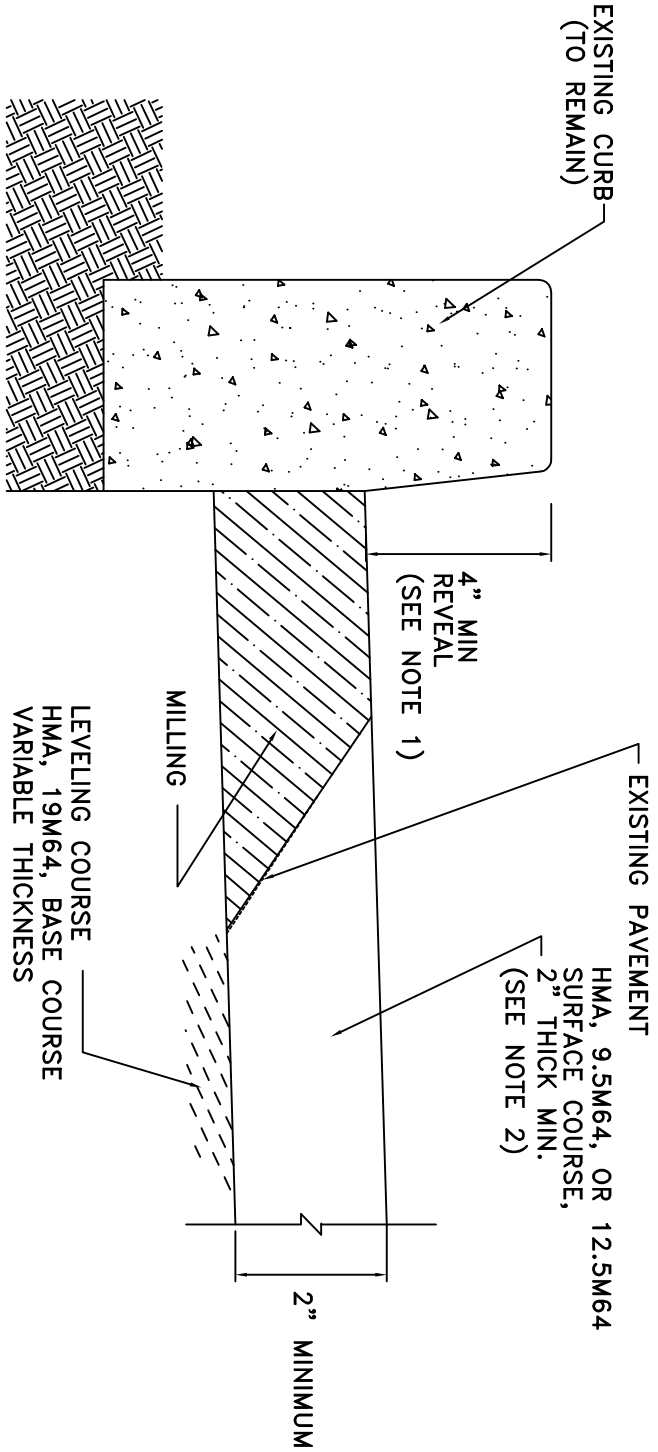 EXISTING CURB
(TO REMAIN)
4" MIN
REVEAL
(SEE NOTE 1)
EXISTING PAVEMENT
HMA, 9.5M64, OR 12.5M64
SURFACE COURSE,
2" THICK MIN.
(SEE NOTE 2)
2" MINIMUM
MILLING
LEVELING COURSE
HMA, 19M64, BASE COURSE
VARIABLE THICKNESS